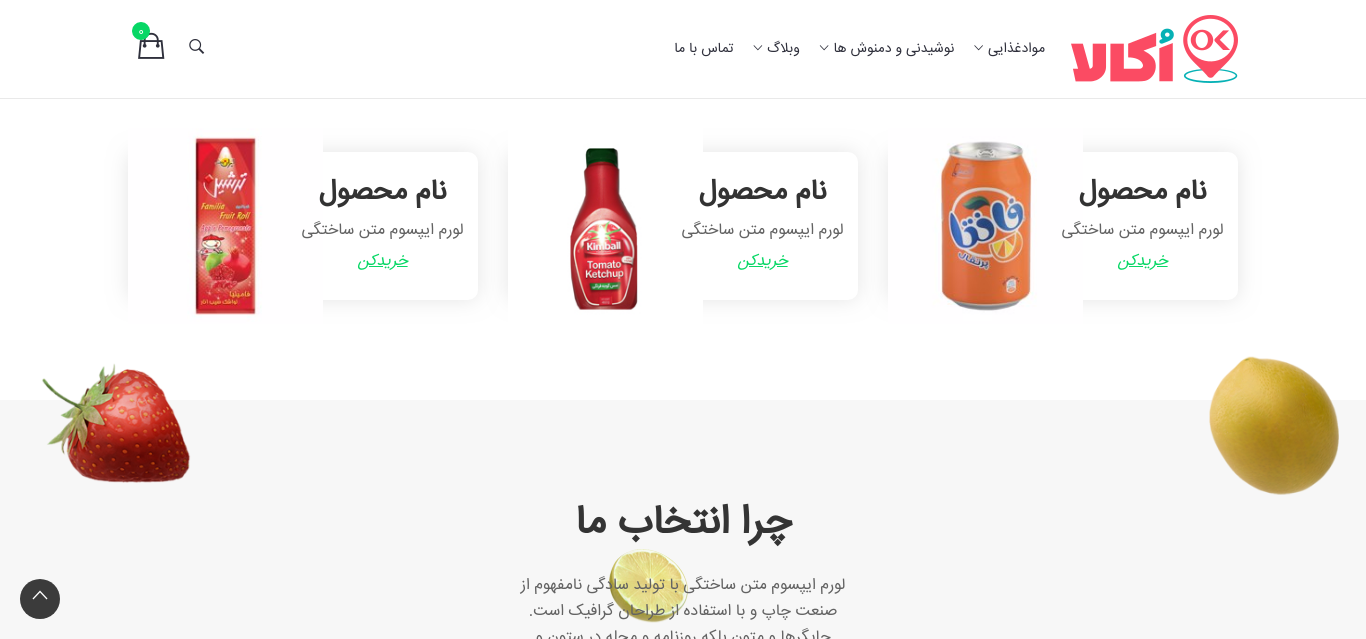 OK
اُکالا
موادغذایی
نوشیدنی و دمنوش ها
وبلاگ
تماس با ما
۰
نام محصول
لورم ایپسوم متن ساختگی
خریدکن
فانتا
پرتقال
نام محصول
لورم ایپسوم متن ساختگی
خریدکن
Kimball
Tomato
Ketchup
نام محصول
لورم ایپسوم متن ساختگی
خریدکن
ترشین
Familia
Fruit Roll
فامیلیا
چرا انتخاب ما
لورم ایپسوم متن ساختگی با تولید سادگی نامفهوم از
صنعت چاپ و با استفاده از طراحان گرافیک است.
چاپگرها و متون بلکه روزنامه و مجله در ستون و